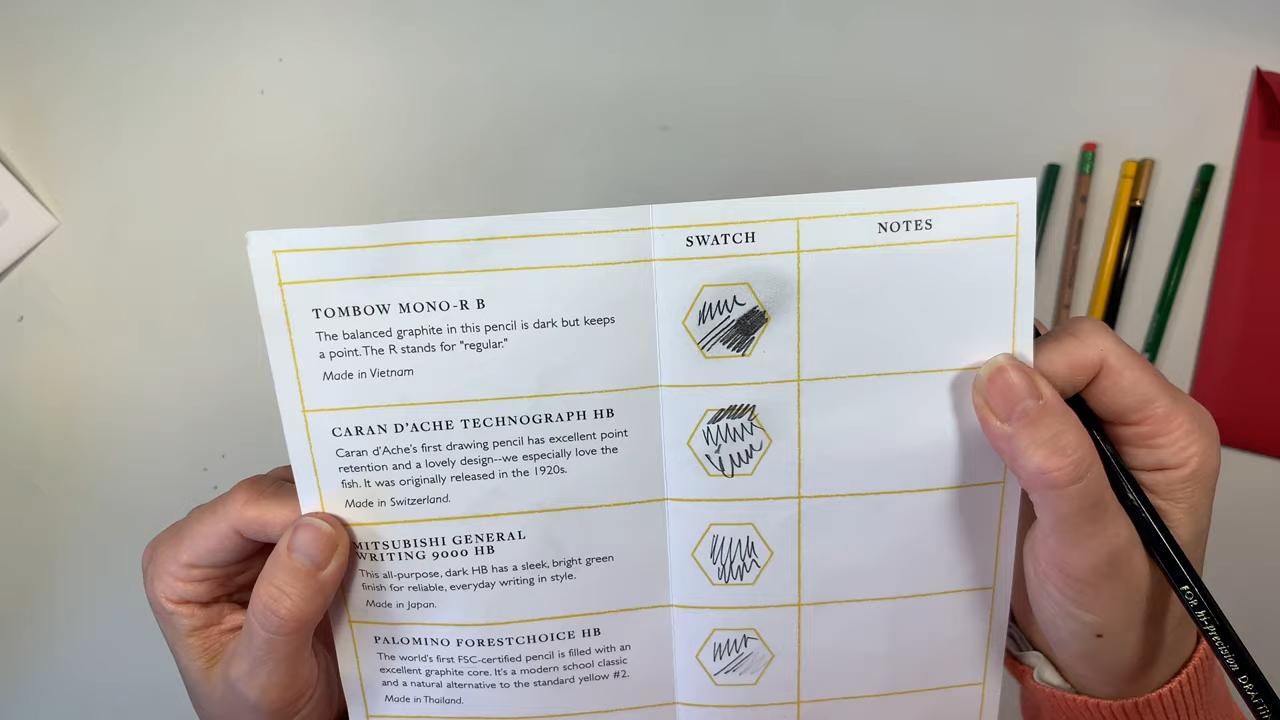 SWATCH
NOTES
TOMBOW MONO-R B
The balanced graphite in this pencil is dark but keeps
a point. The R stands for "regular."
Made in Vietnam
CARAN D'ACHE TECHNOGRAPH HB
Caran d'Ache's first drawing pencil has excellent point
retention and a lovely design--we especially love the
fish. It was originally released in the 1920s.
Made in Switzerland.
MITSUBISHI GENERAL
WRITING 9000 HB
This all-purpose, dark HB has a sleek, bright green
finish for reliable, everyday writing in style.
Made in Japan.
PALOMINO FORESTCHOICE HB
The world's first FSC-certified pencil is filled with an
excellent graphite core. It's a modern school classic
and a natural alternative to the standard yellow #2.
Made in Thailand.
FOR hi-precision